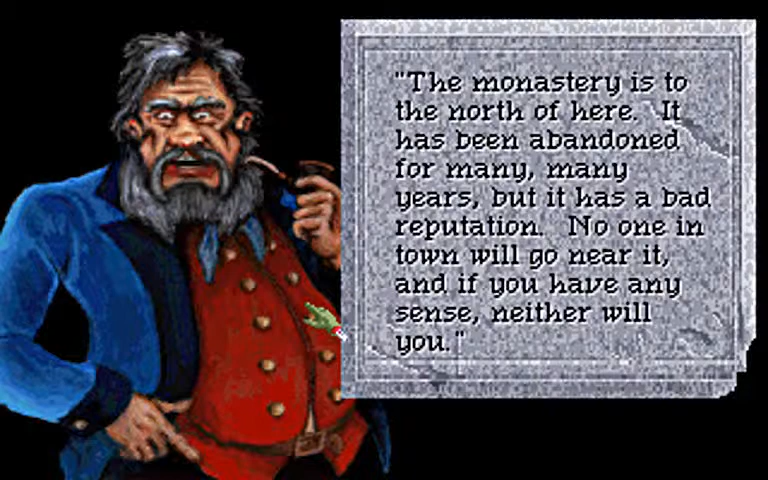 "The monastery is to
the north of here.  It
has been abandoned
for many, many
years, but it has a bad
reputation.  No one in
town will go near it,
and if you have any
sense, neither will
you."